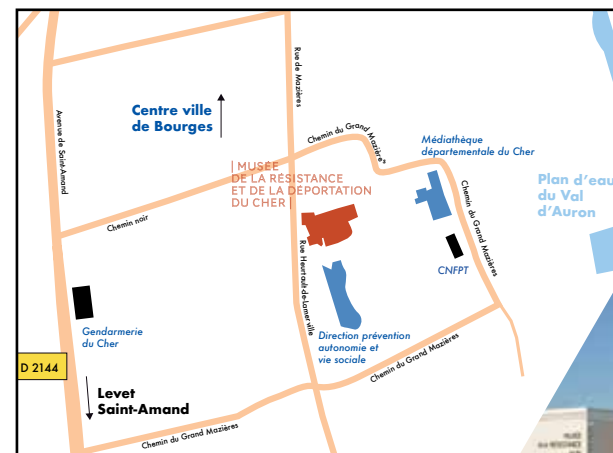 Rue de Mazières
Avenue de Saint-Amand
Centre ville
de Bourges
Chemin du Grand Mazières
Médiathèque
départementale du Cher
| MUSÉE
DE LA RÉSISTANCE
ET DE LA DÉPORTATION
DU CHER |
Plan d'eau
du Val
d'Auron
Chemin du Grand Mazières
Chemin noir
Rue Heurtault-de-Lamerville
CNFPT
Gendarmerie
du Cher
Direction prévention
autonomie et
vie sociale
Chemin du Grand Mazières
D 2144
Levet
Saint-Amand
Chemin du Grand Mazières